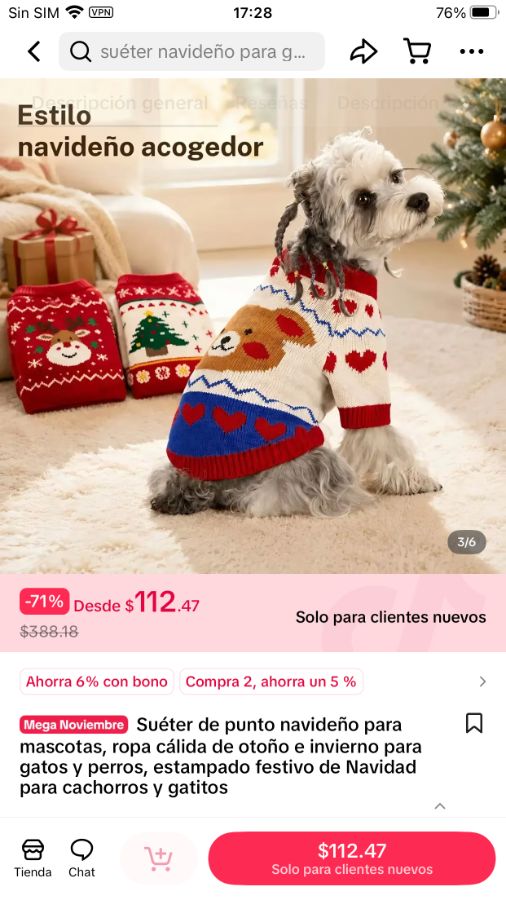 Sin SIM VPN 17:28 76%
suéter navideño para g...
Descripción general Reseñas Descripción
Estilo
navideño acogedor
3/6
-71% Desde $112.47
$388.18
Solo para clientes nuevos
Ahorra 6% con bono Compra 2, ahorra un 5 %
Mega Noviembre Suéter de punto navideño para
mascotas, ropa cálida de otoño e invierno para
gatos y perros, estampado festivo de Navidad
para cachorros y gatitos
Tienda
Chat
$112.47
Solo para clientes nuevos